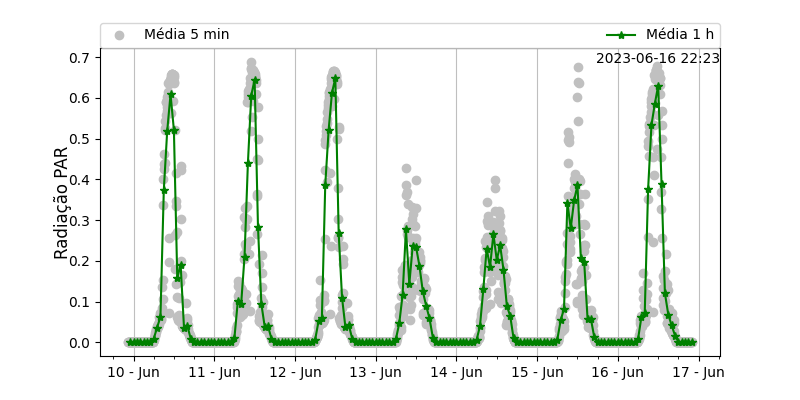 Média 5 min
Média 1 h
2023-06-16 22:23
Radiação PAR
0.7
0.6
0.5
0.4
0.3
0.2
0.1
0.0
10 - Jun
11 - Jun
12 - Jun
13 - Jun
14 - Jun
15 - Jun
16 - Jun
17 - Jun